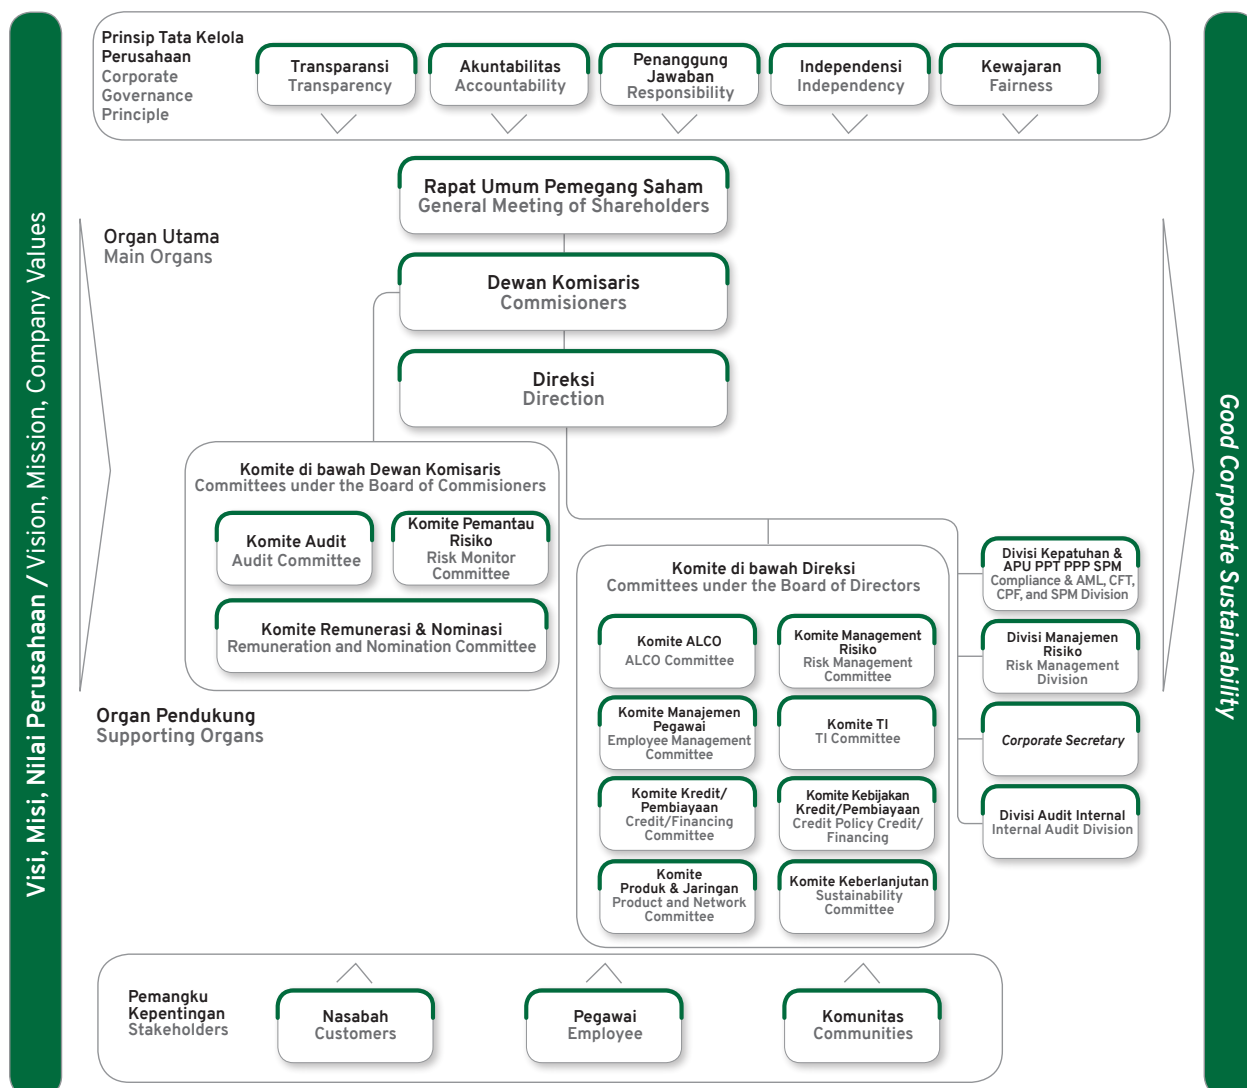 Visi, Misi, Nilai Perusahaan / Vision, Mission, Company Values
Prinsip Tata Kelola
Perusahaan
Corporate
Governance
Principle
Transparansi
Transparency
Akuntabilitas
Accountability
Penanggung
Jawaban
Responsibility
Independensi
Independency
Kewajaran
Fairness
Organ Utama
Main Organs
Rapat Umum Pemegang Saham
General Meeting of Shareholders
Dewan Komisaris
Commisioners
Direksi
Direction
Komite di bawah Dewan Komisaris
Committees under the Board of Commisioners
Komite Audit
Audit Committee
Komite Pemantau
Risiko
Risk Monitor
Committee
Komite Remunerasi & Nominasi
Remuneration and Nomination Committee
Organ Pendukung
Supporting Organs
Komite di bawah Direksi
Committees under the Board of Directors
Komite ALCO
ALCO Committee
Komite Management
Risiko
Risk Management
Committee
Komite Manajemen
Pegawai
Employee Management
Committee
Komite TI
TI Committee
Komite Kredit/
Pembiayaan
Credit/Financing
Committee
Komite Kebijakan
Kredit/Pembiayaan
Credit Policy Credit/
Financing
Komite
Produk & Jaringan
Product and Network
Committee
Komite Keberlanjutan
Sustainability
Committee
Divisi Kepatuhan &
APU PPT PPP SPM
Compliance & AML, CFT,
CPF, and SPM Division
Divisi Manajemen
Risiko
Risk Management
Division
Corporate Secretary
Divisi Audit Internal
Internal Audit Division
Pemangku
Kepentingan
Stakeholders
Nasabah
Customers
Pegawai
Employee
Komunitas
Communities
Good Corporate Sustainability